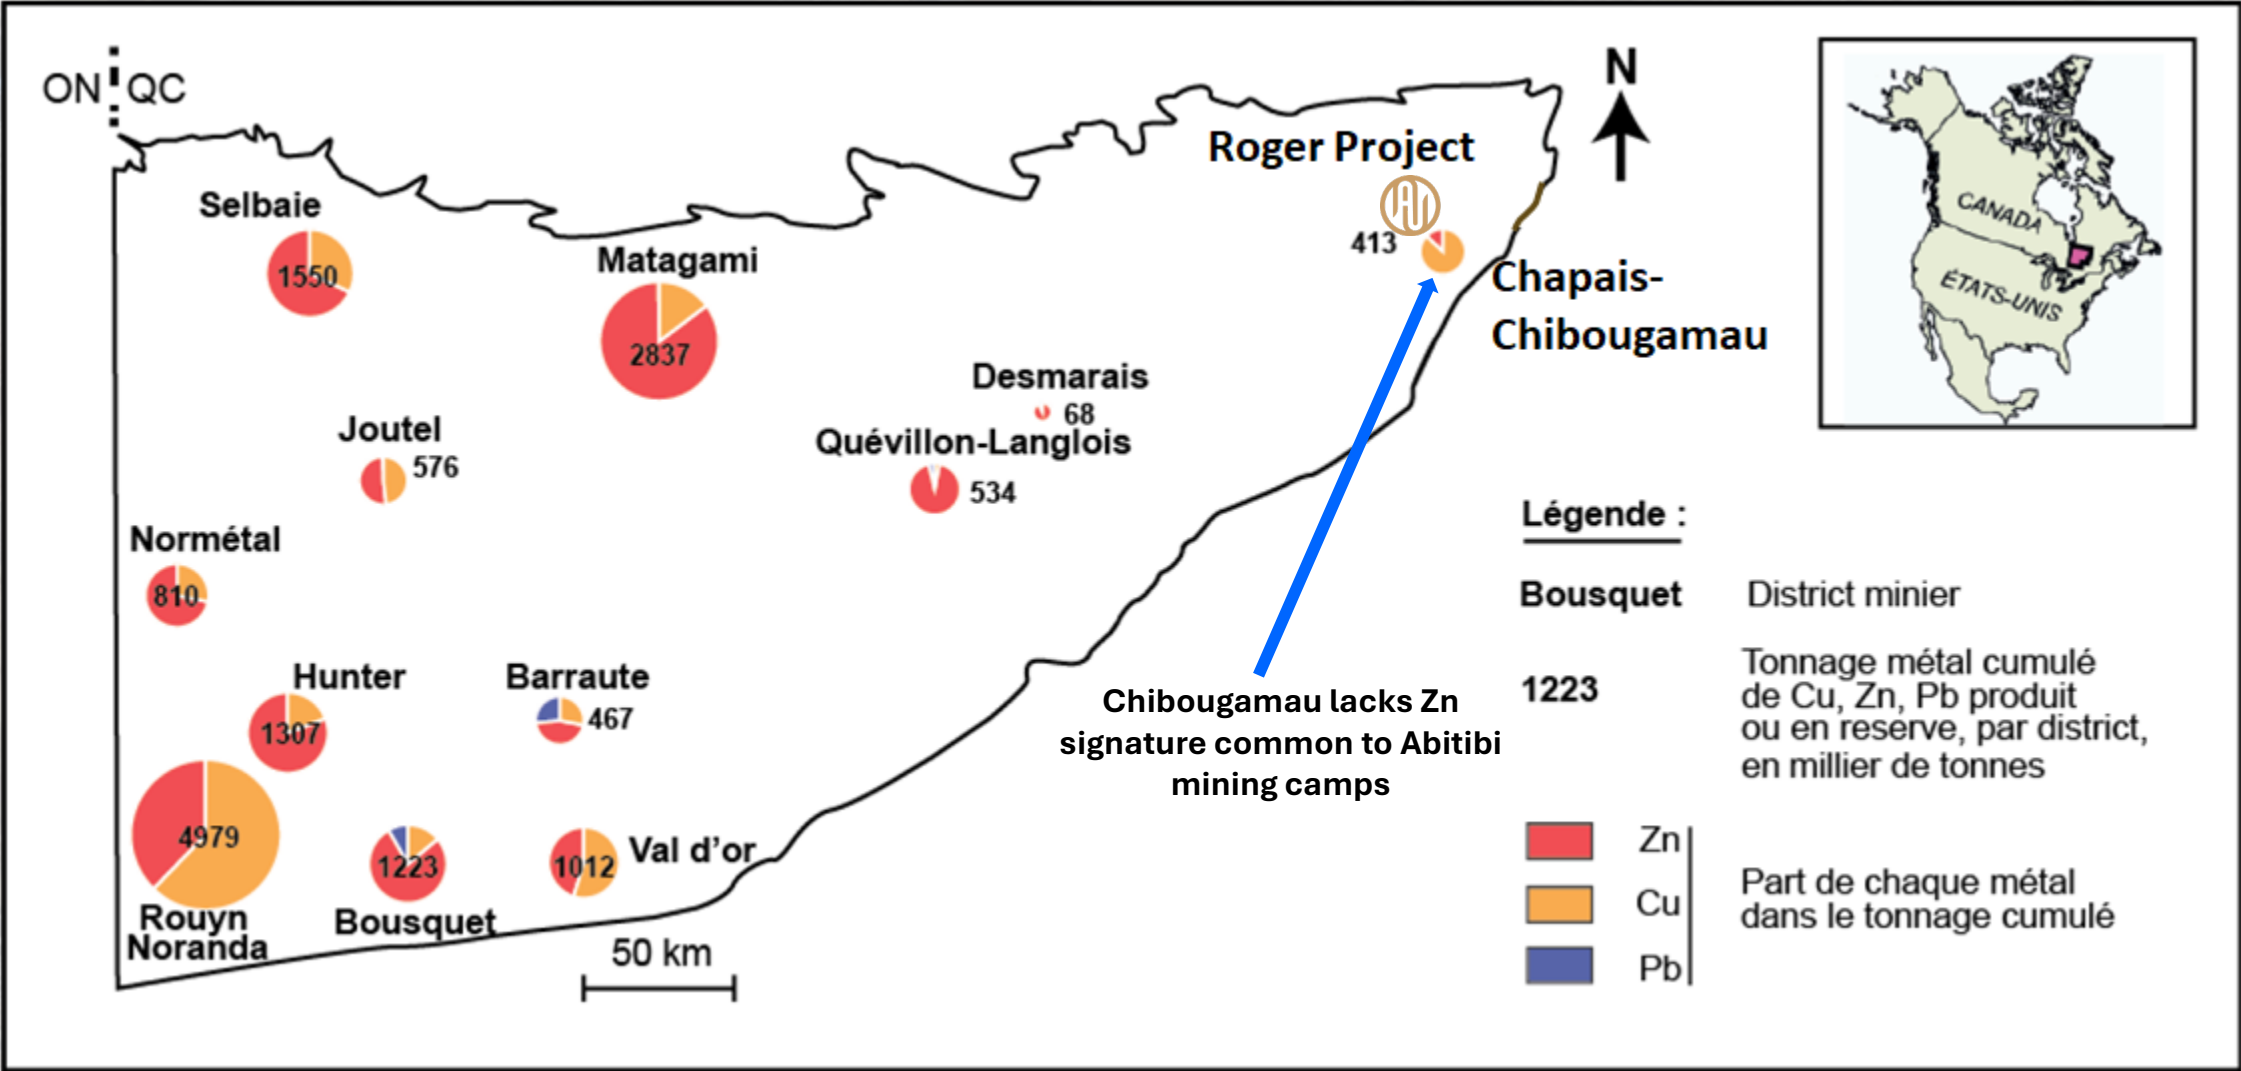 ON QC
N
Roger Project
413
Chapais-
Chibougamau
CANADA
ÉTATS-UNIS
Selbaie
1550
Matagami
2837
Desmarais
68
Quévillon-Langlois
534
Joutel
576
Normétal
810
Hunter
1307
Barraute
467
4979
Rouyn
Noranda
1223
Bousquet
1012
Val d’or
50 km
Chibougamau lacks Zn
signature common to Abitibi
mining camps
Légende :
Bousquet District minier
1223
Tonnage métal cumulé
de Cu, Zn, Pb produit
ou en reserve, par district,
en millier de tonnes
Zn
Cu
Pb
Part de chaque métal
dans le tonnage cumulé